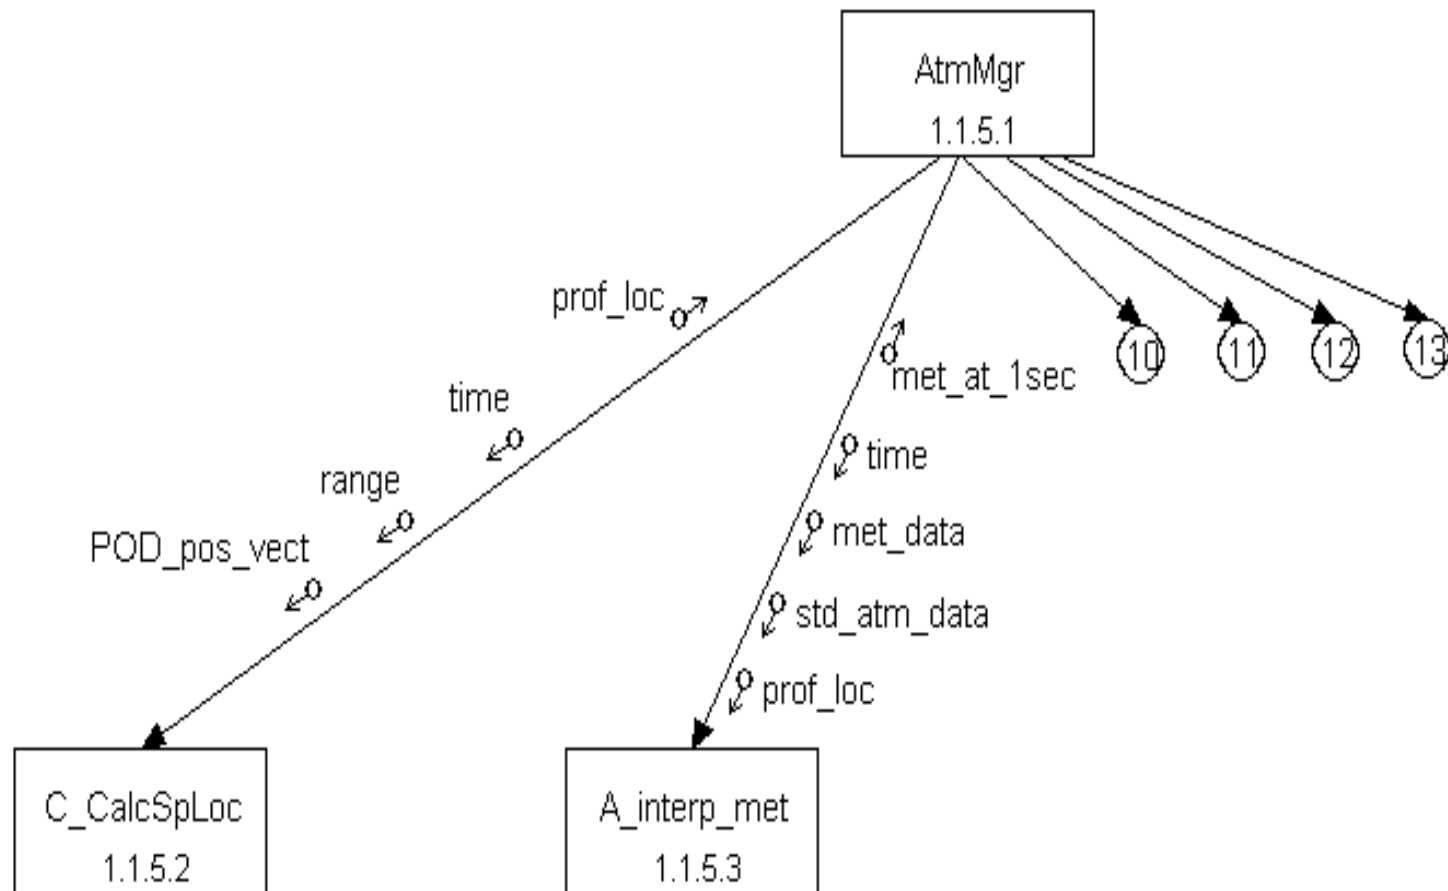 AtmMgr
1.1.5.1
prof_loc
time
range
POD_pos_vect
met_at_1sec
time
met_data
std_atm_data
prof_loc
10
11
12
13
C_CalcSpLoc
1.1.5.2
A_interp_met
1.1.5.3